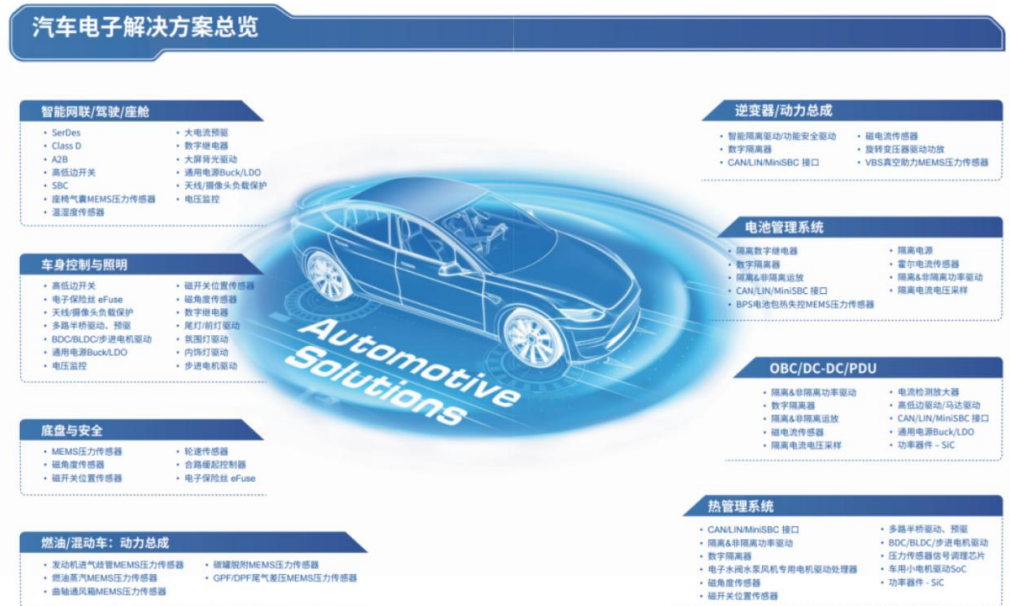 汽车电子解决方案总览
智能网联/驾驶/座舱
• SerDes
• Class D
• A2B
• 高低边开关
• SBC
• 座椅气囊MEMS压力传感器
• 温湿度传感器
• 大电流预驱
• 数字继电器
• 大屏背光驱动
• 通用电源Buck/LDO
• 天线/摄像头负载保护
• 电压监控
车身控制与照明
• 高低边开关
• 电子保险丝 eFuse
• 天线/摄像头负载保护
• 多路半桥驱动、预驱
• BDC/BLDC/步进电机驱动
• 通用电源Buck/LDO
• 电压监控
• 磁开关位置传感器
• 磁角度传感器
• 数字继电器
• 尾灯/前灯驱动
• 氛围灯驱动
• 内饰灯驱动
• 步进电机驱动
底盘与安全
• MEMS压力传感器
• 磁角度传感器
• 磁开关位置传感器
• 轮速传感器
• 合路缓起控制器
• 电子保险丝 eFuse
燃油/混动车：动力总成
• 发动机进气歧管MEMS压力传感器
• 燃油蒸汽MEMS压力传感器
• 曲轴通风箱MEMS压力传感器
• 碳罐脱附MEMS压力传感器
• GPF/DPF尾气差压MEMS压力传感器
Automotive
Solutions
逆变器/动力总成
• 智能隔离驱动/功能安全驱动
• 数字隔离器
• CAN/LIN/MiniSBC 接口
• 磁电流传感器
• 旋转变压器驱动功放
• VBS真空助力MEMS压力传感器
电池管理系统
• 隔离数字继电器
• 数字隔离器
• 隔离&非隔离运放
• CAN/LIN/MiniSBC 接口
• BPS电池包热失控MEMS压力传感器
• 隔离电源
• 霍尔电流传感器
• 隔离&非隔离功率驱动
• 隔离电流电压采样
OBC/DC-DC/PDU
• 隔离&非隔离功率驱动
• 数字隔离器
• 隔离&非隔离运放
• 磁电流传感器
• 隔离电流电压采样
• 电流检测放大器
• 高低边驱动/马达驱动
• CAN/LIN/MiniSBC 接口
• 通用电源Buck/LDO
• 功率器件 – SiC
热管理系统
• CAN/LIN/MiniSBC 接口
• 隔离&非隔离功率驱动
• 数字隔离器
• 电子水阀水泵风机专用电机驱动处理器
• 磁角度传感器
• 磁开关位置传感器
• 多路半桥驱动、预驱
• BDC/BLDC/步进电机驱动
• 压力传感器信号调理芯片
• 车用小电机驱动SoC
• 功率器件 - SiC